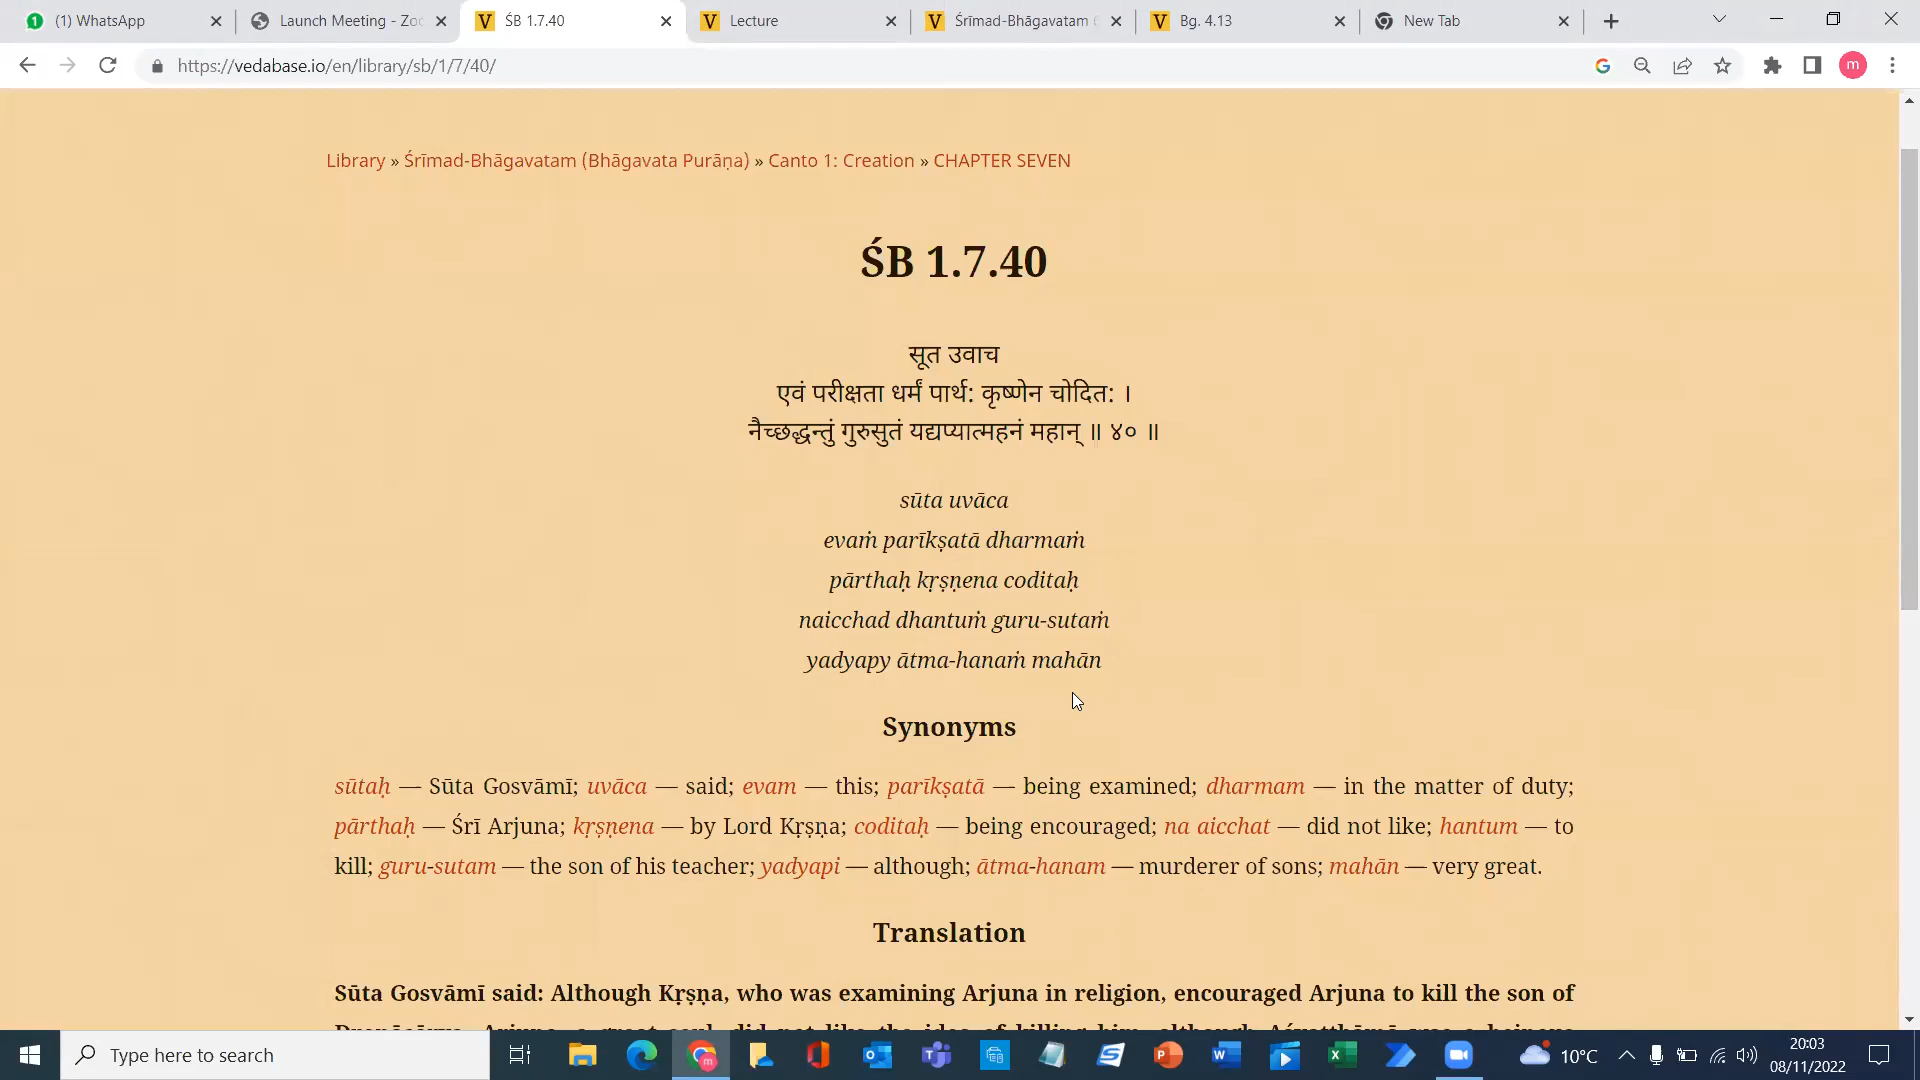 (1) WhatsApp
Launch Meeting - Zoo
ŚB 1.7.40
Lecture
Śrīmad-Bhāgavatam
Bg. 4.13
New Tab
https://vedabase.io/en/library/sb/1/7/40/
m
Library » Śrīmad-Bhāgavatam (Bhāgavata Purāṇa) » Canto 1: Creation » CHAPTER SEVEN
ŚB 1.7.40
सूत उवाच
एवं परीक्षता धर्मं पार्थ: कृष्णेन चोदित: ।
नैच्छद्धन्तुं गुरुसुतं यद्यप्यात्महनं महान् ॥ ४० ॥
sūta uvāca
evaṁ parīkṣatā dharmaṁ
pārthaḥ kṛṣṇena coditaḥ
naicchad dhantuṁ guru-sutaṁ
yadyapy ātma-hanaṁ mahān
Synonyms
sūtaḥ — Sūta Gosvāmī; uvāca — said; evam — this; parīkṣatā — being examined; dharmam — in the matter of duty;
pārthaḥ — Śrī Arjuna; kṛṣṇena — by Lord Kṛṣṇa; coditaḥ — being encouraged; na aicchat — did not like; hantum — to
kill; guru-sutam — the son of his teacher; yadyapi — although; ātma-hanam — murderer of sons; mahān — very great.
Translation
Sūta Gosvāmī said: Although Kṛṣṇa, who was examining Arjuna in religion, encouraged Arjuna to kill the son of
Type here to search
10°C
20:03
08/11/2022